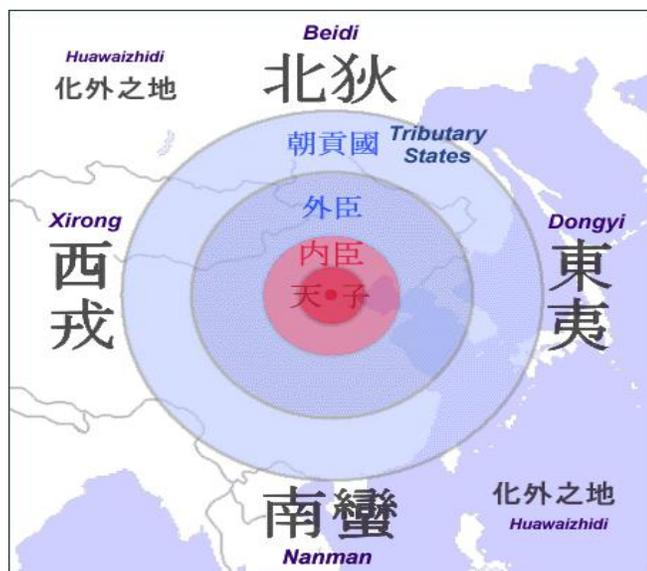 Beidi
北狄
Huawaizhidi
化外之地
朝貢國
Tributary
States
外臣
Xirong
西
戎
内臣
天子
Dongyi
東
夷
南蠻
Nanman
化外之地
Huawaizhidi